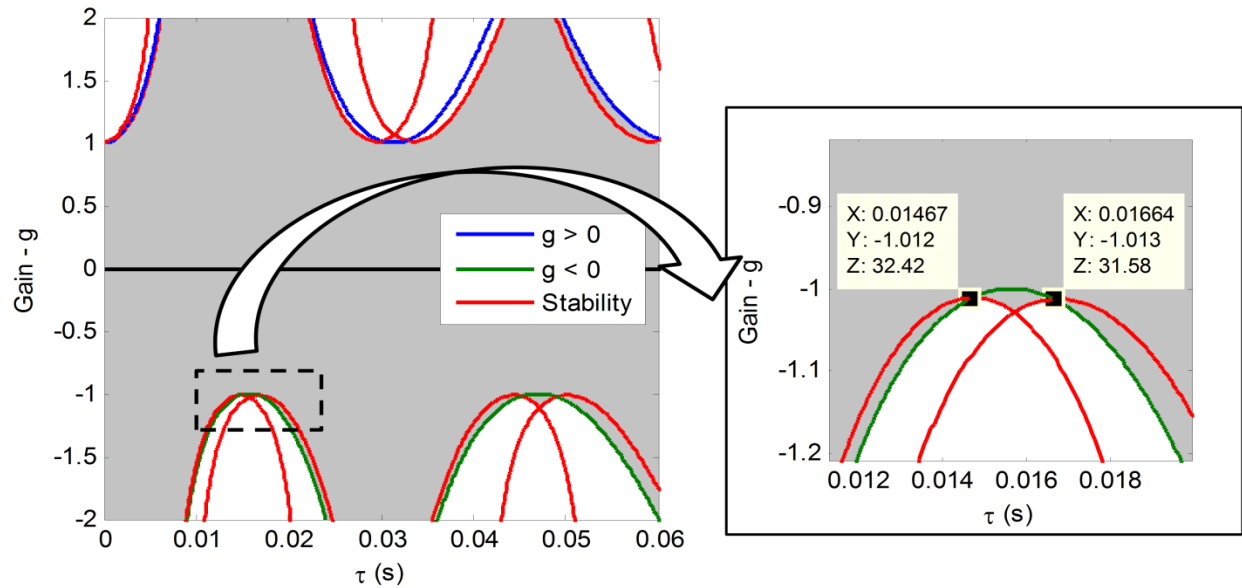 2
1.5
1
0.5
0
-0.5
-1
-1.5
-2
Gain - g
0
0.01
0.02
0.03
0.04
0.05
0.06
τ (s)
g > 0
g < 0
Stability
-0.9
-1
-1.1
-1.2
Gain - g
X: 0.01467
Y: -1.012
Z: 32.42
X: 0.01664
Y: -1.013
Z: 31.58
0.012
0.014
0.016
0.018
τ (s)